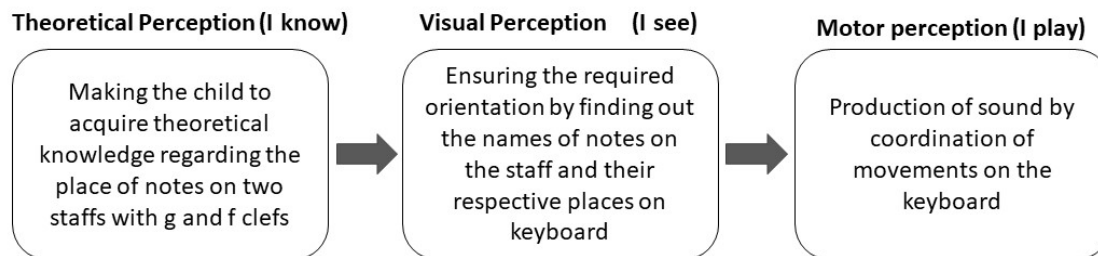 Theoretical Perception (I know)
Making the child to
acquire theoretical
knowledge regarding the
place of notes on two
staffs with g and f clefs
Visual Perception (I see)
Ensuring the required
orientation by finding out
the names of notes on
the staff and their
respective places on
keyboard
Motor perception (I play)
Production of sound by
coordination of
movements on the
keyboard